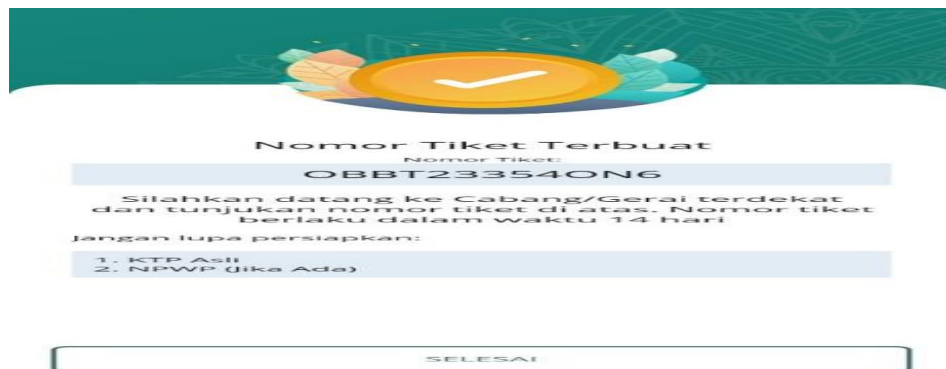 Nomor Tiket Terbuat
Nomor Tiket:
OBBT23354ON6
Silahkan datang ke Cabang/Gerai terdekat
dan tunjukan nomor tiket di atas. Nomor tiket
berlaku dalam waktu 14 hari
Jangan lupa persiapkan:
1. KTP Asli
2. NPWP (Jika Ada)
SELESAI